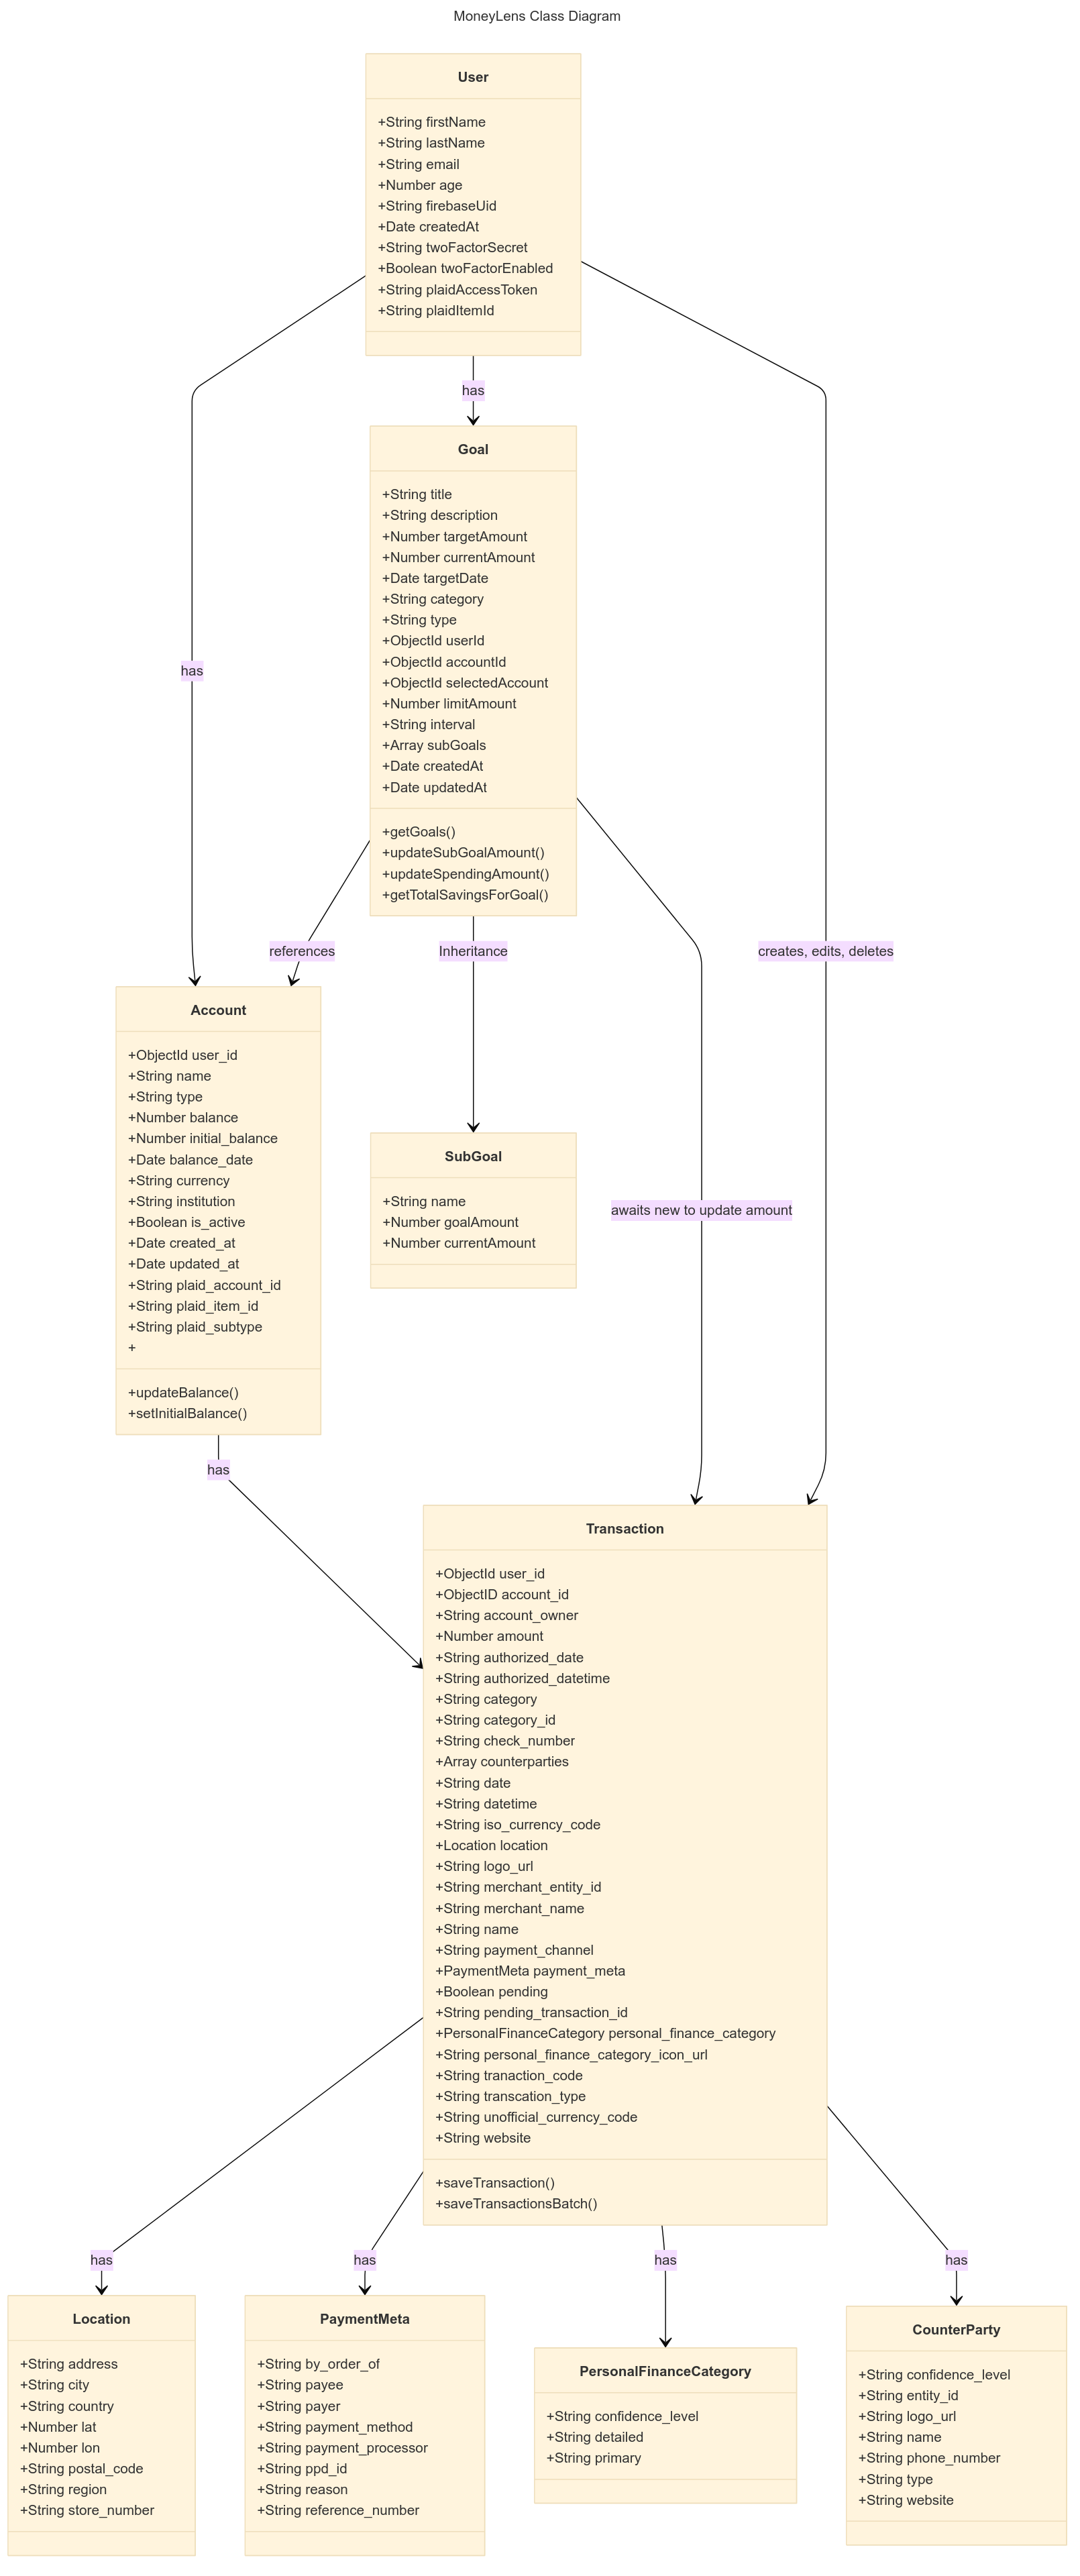 MoneyLens Class Diagram
User
+String firstName
+String lastName
+String email
+Number age
+String firebaseUid
+Date createdAt
+String twoFactorSecret
+Boolean twoFactorEnabled
+String plaidAccessToken
+String plaidItemId
has
Goal
+String title
+String description
+Number targetAmount
+Number currentAmount
+Date targetDate
+String category
+String type
+ObjectId userId
+ObjectId accountId
+ObjectId selectedAccount
+Number limitAmount
+String interval
+Array subGoals
+Date createdAt
+Date updatedAt
+getGoals()
+updateSubGoalAmount()
+updateSpendingAmount()
+getTotalSavingsForGoal()
has
references
Inheritance
creates, edits, deletes
Account
+ObjectId user_id
+String name
+String type
+Number balance
+Number initial_balance
+Date balance_date
+String currency
+String institution
+Boolean is_active
+Date created_at
+Date updated_at
+String plaid_account_id
+String plaid_item_id
+String plaid_subtype
+
+updateBalance()
+setInitialBalance()
SubGoal
+String name
+Number goalAmount
+Number currentAmount
awaits new to update amount
has
Transaction
+ObjectId user_id
+ObjectID account_id
+String account_owner
+Number amount
+String authorized_date
+String authorized_datetime
+String category
+String category_id
+String check_number
+Array counterparties
+String date
+String datetime
+String iso_currency_code
+Location location
+String logo_url
+String merchant_entity_id
+String merchant_name
+String name
+String payment_channel
+PaymentMeta payment_meta
+Boolean pending
+String pending_transaction_id
+PersonalFinanceCategory personal_finance_category
+String personal_finance_category_icon_url
+String tranaction_code
+String transcation_type
+String unofficial_currency_code
+String website
+saveTransaction()
+saveTransactionsBatch()
has
has
has
has
Location
+String address
+String city
+String country
+Number lat
+Number lon
+String postal_code
+String region
+String store_number
PaymentMeta
+String by_order_of
+String payee
+String payer
+String payment_method
+String payment_processor
+String ppd_id
+String reason
+String reference_number
PersonalFinanceCategory
+String confidence_level
+String detailed
+String primary
CounterParty
+String confidence_level
+String entity_id
+String logo_url
+String name
+String phone_number
+String type
+String website